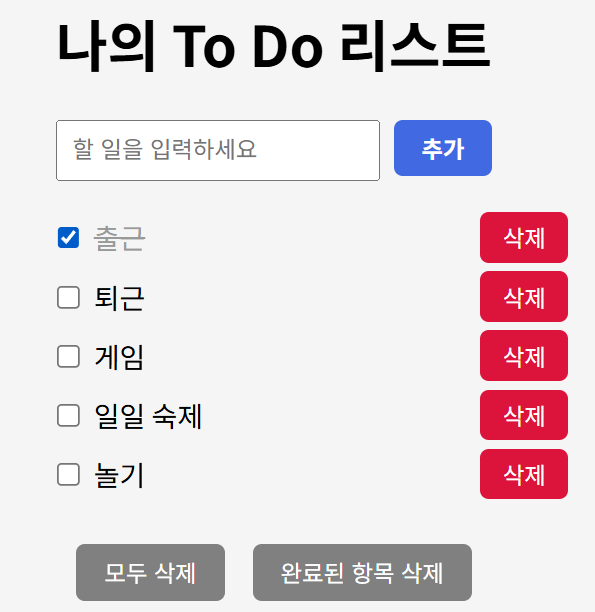 나의 To Do 리스트
할 일을 입력하세요 추가
출근 삭제
퇴근 삭제
게임 삭제
일일 숙제 삭제
놀기 삭제
모두 삭제 완료된 항목 삭제